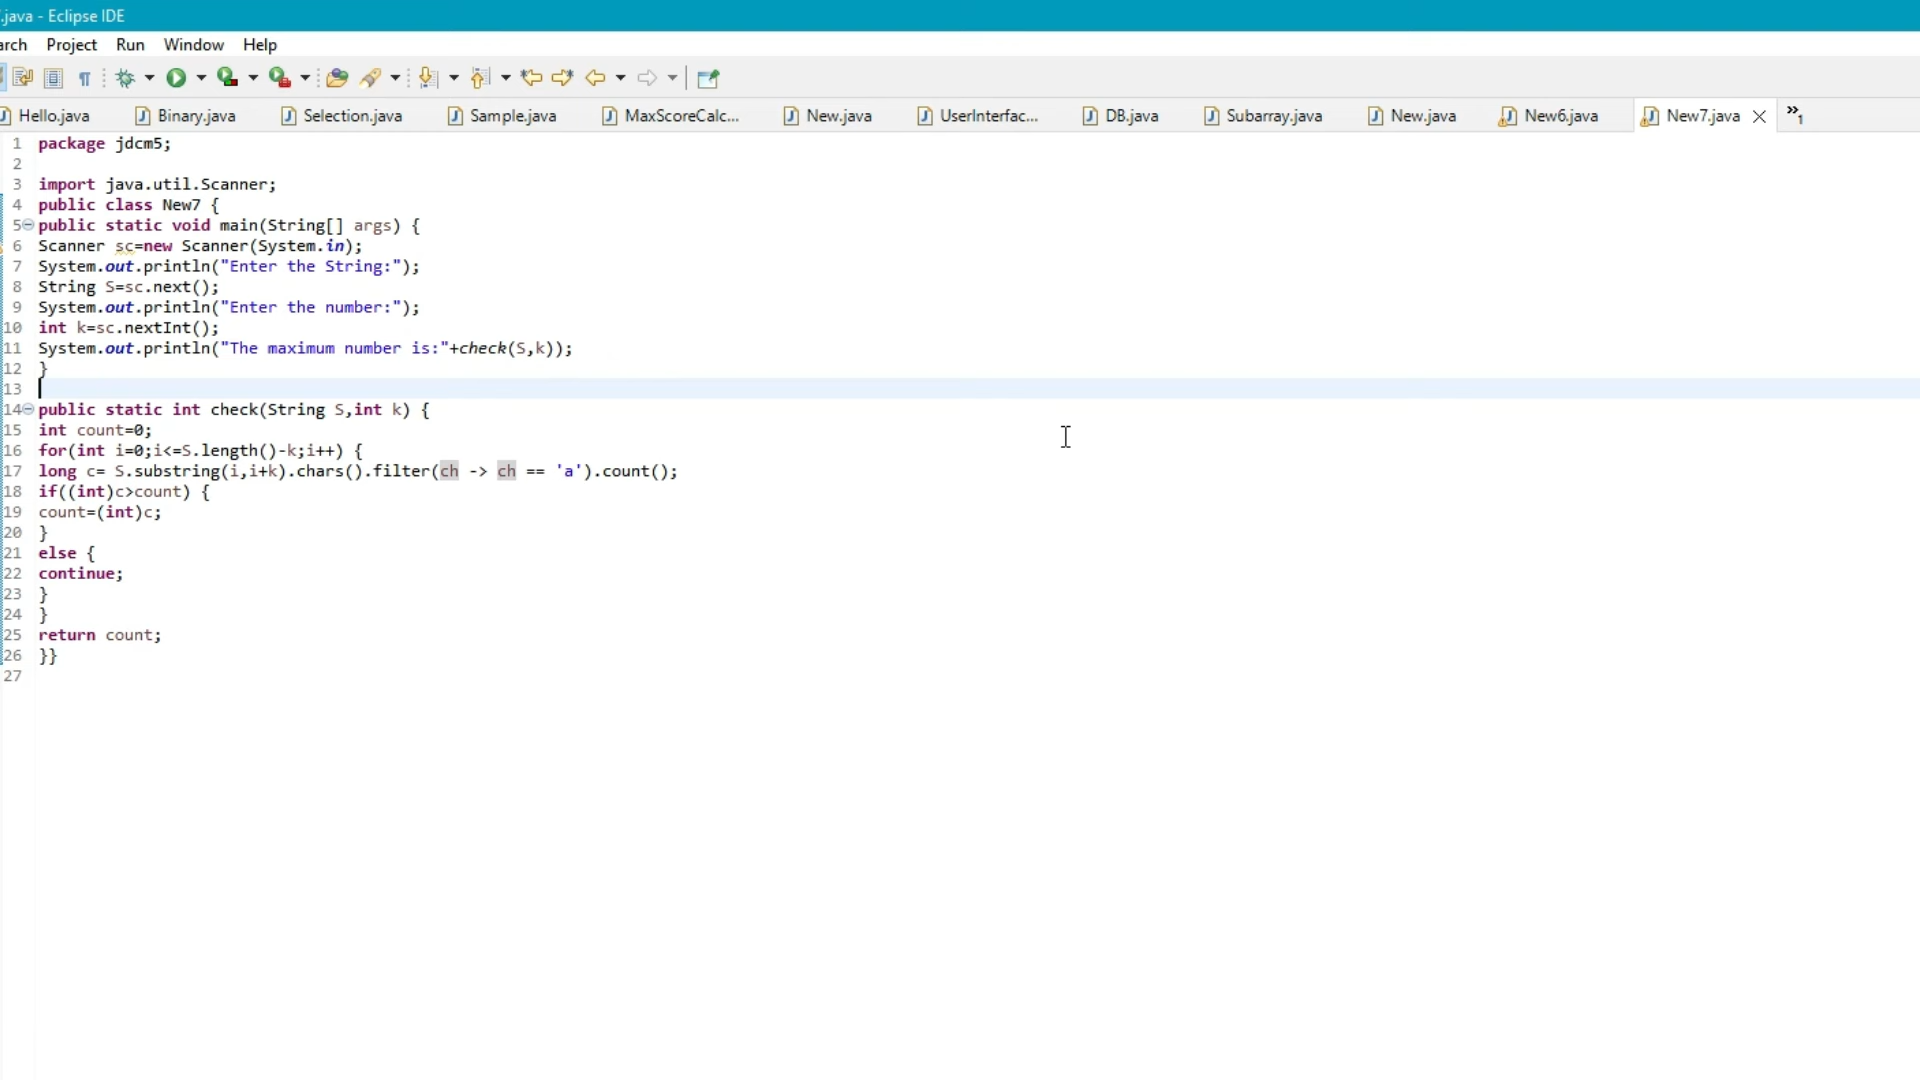 .java - Eclipse IDE
arch Project Run Window Help
Hello.java Binary.java Selection.java Sample.java MaxScoreCalc... New.java UserInterfac... DB.java Subarray.java New.java New6.java New7.java »1
1 package jdcm5;
2
3 import java.util.Scanner;
4 public class New7 {
5 public static void main(String[] args) {
6 Scanner sc=new Scanner(System.in);
7 System.out.println("Enter the String:");
8 String S=sc.next();
9 System.out.println("Enter the number:");
10 int k=sc.nextInt();
11 System.out.println("The maximum number is:"+check(S,k));
12 }
13
14 public static int check(String S,int k) {
15 int count=0;
16 for(int i=0;i<=S.length()-k;i++) {
17 long c= S.substring(i,i+k).chars().filter(ch -> ch == 'a').count();
18 if((int)c>count) {
19 count=(int)c;
20 }
21 else {
22 continue;
23 }
24 }
25 return count;
26 }}
27